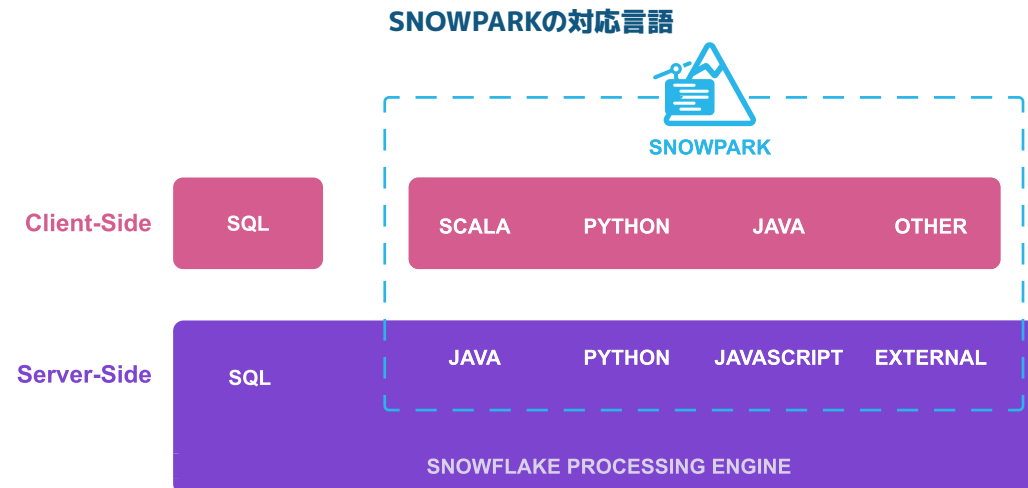 SNOWPARKの対応言語
SNOWPARK
Client-Side
SQL
SCALA PYTHON JAVA OTHER
Server-Side
SQL
JAVA PYTHON JAVASCRIPT EXTERNAL
SNOWFLAKE PROCESSING ENGINE